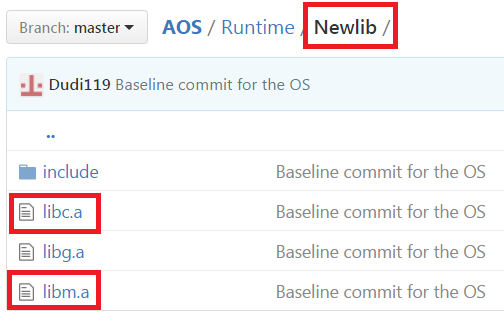 Branch: master AOS / Runtime / Newlib /
Dudi119 Baseline commit for the OS
..
include Baseline commit for the OS
libc.a Baseline commit for the OS
libg.a Baseline commit for the OS
libm.a Baseline commit for the OS